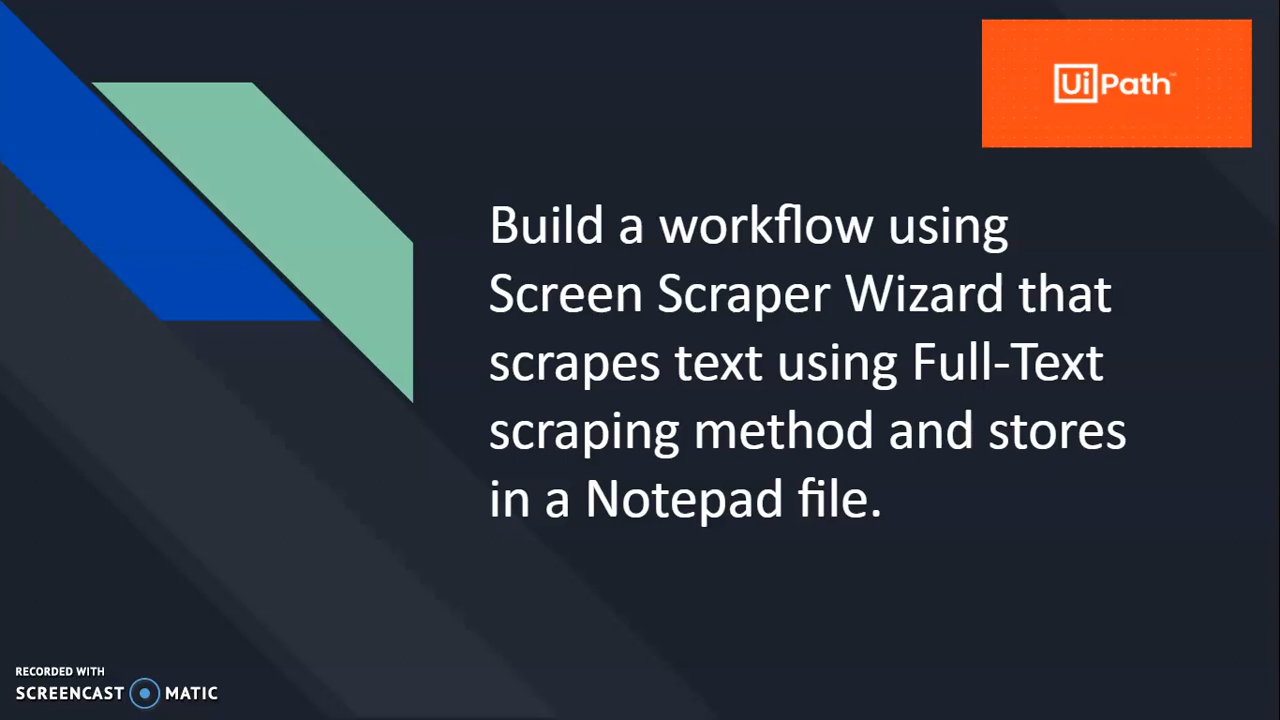 UiPath™
Build a workflow using
Screen Scraper Wizard that
scrapes text using Full-Text
scraping method and stores
in a Notepad file.
RECORDED WITH
SCREENCAST MATIC